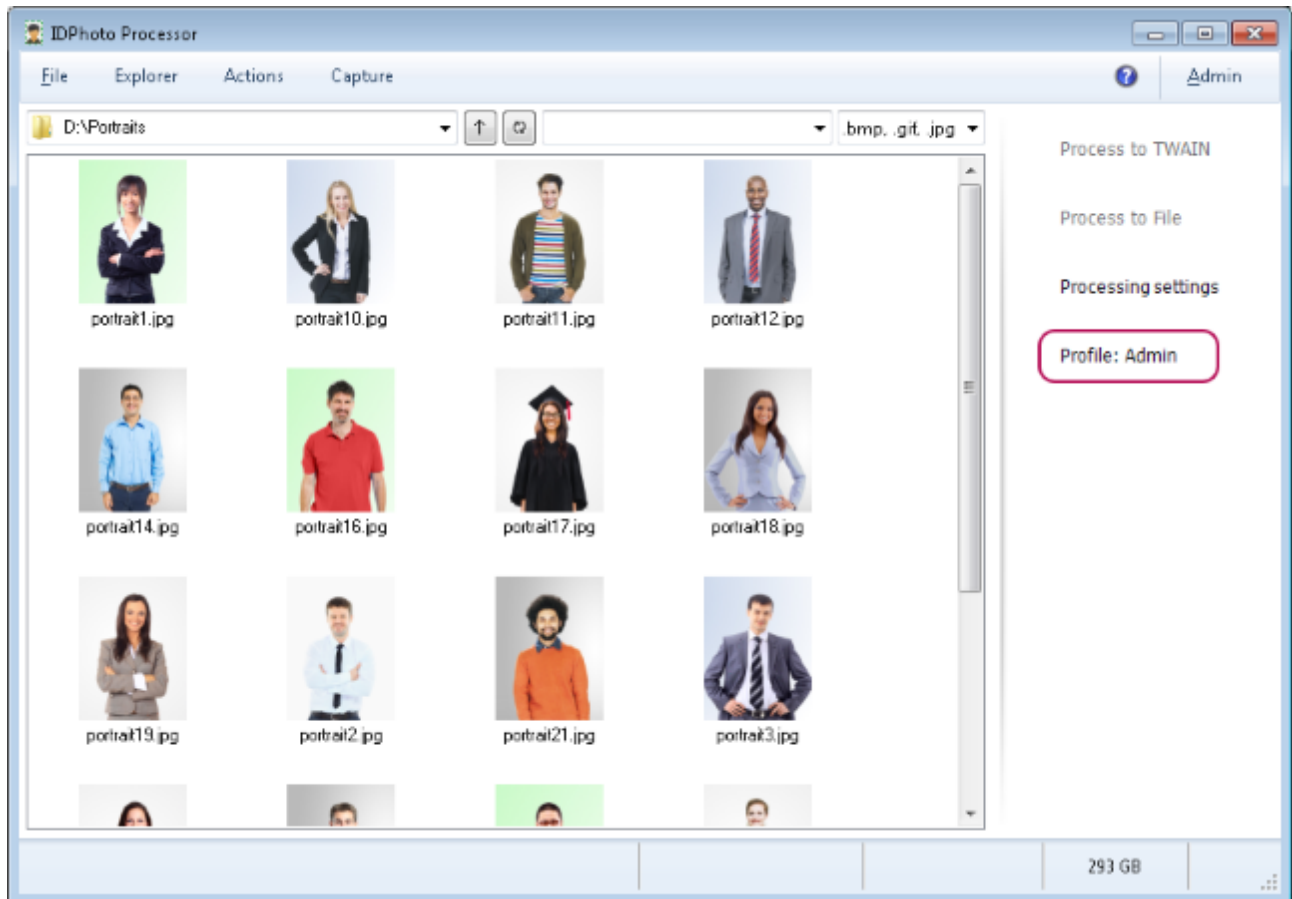 IDPhoto Processor
File Explorer Actions Capture Admin
D:\Portraits .bmp, .gif, .jpg
Process to TWAIN
Process to File
Processing settings
Profile: Admin
portrait1.jpg portrait10.jpg portrait11.jpg portrait12.jpg
portrait14.jpg portrait16.jpg portrait17.jpg portrait18.jpg
portrait19.jpg portrait2.jpg portrait21.jpg portrait3.jpg
293 GB